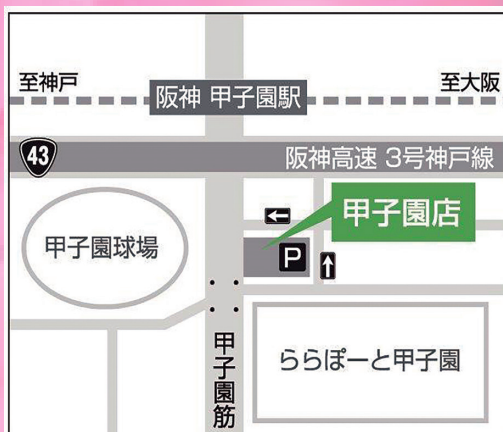 至神戸
至大阪
阪神 甲子園駅
43
阪神高速 3号神戸線
甲子園店
甲子園球場
P
甲子園筋
ららぽーと甲子園